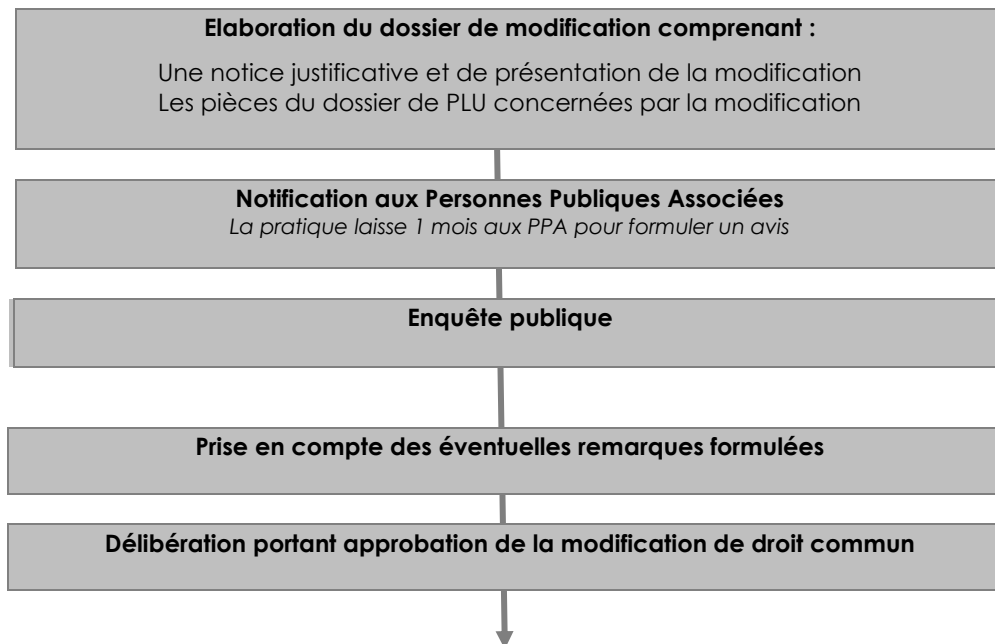 Elaboration du dossier de modification comprenant :
Une notice justificative et de présentation de la modification
Les pièces du dossier de PLU concernées par la modification
Notification aux Personnes Publiques Associées
La pratique laisse 1 mois aux PPA pour formuler un avis
Enquête publique
Prise en compte des éventuelles remarques formulées
Délibération portant approbation de la modification de droit commun